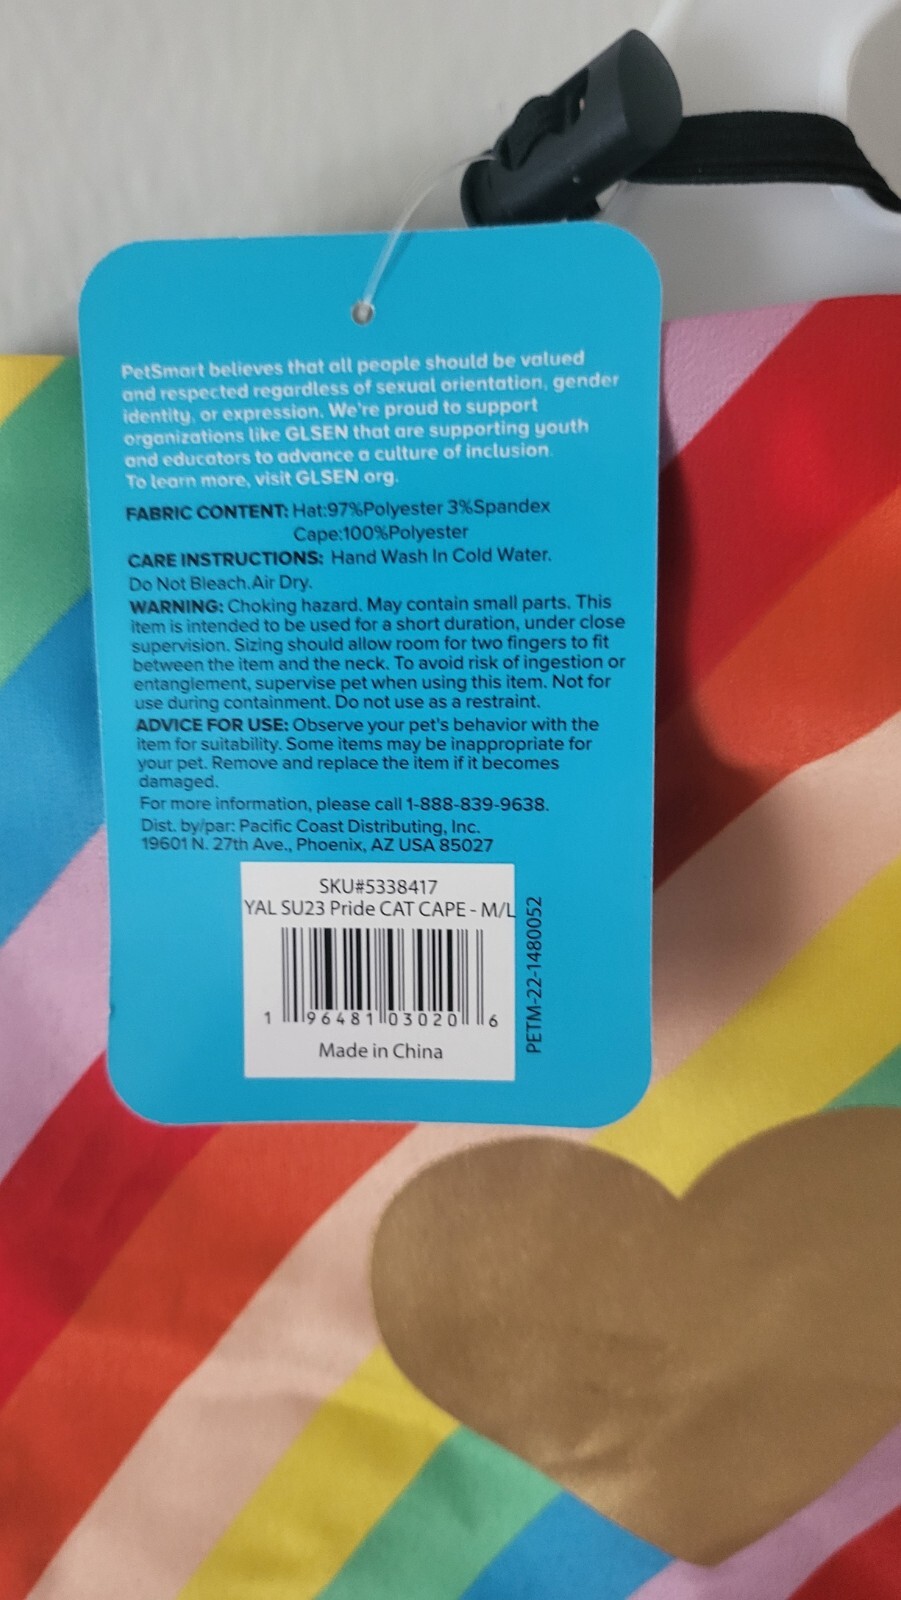 PetSmart believes that all people should be valued
and respected regardless of sexual orientation, gender
identity, or expression. We're proud to support
organizations like GLSEN that are supporting youth
and educators to advance a culture of inclusion.
To learn more, visit GLSEN.org.
FABRIC CONTENT: Hat:97%Polyester 3%Spandex
Cape:100%Polyester
CARE INSTRUCTIONS: Hand Wash In Cold Water.
Do Not Bleach.Air Dry.
WARNING: Choking hazard. May contain small parts. This
item is intended to be used for a short duration, under close
supervision. Sizing should allow room for two fingers to fit
between the item and the neck. To avoid risk of ingestion or
entanglement, supervise pet when using this item. Not for
use during containment. Do not use as a restraint.
ADVICE FOR USE: Observe your pet's behavior with the
item for suitability. Some items may be inappropriate for
your pet. Remove and replace the item if it becomes
damaged.
For more information, please call 1-888-839-9638.
Dist. by/par: Pacific Coast Distributing, Inc.
19601 N. 27th Ave., Phoenix, AZ USA 85027
SKU#5338417
YAL SU23 Pride CAT CAPE - M/L
1 96481 03020 6
Made in China
PETM-22-1480052